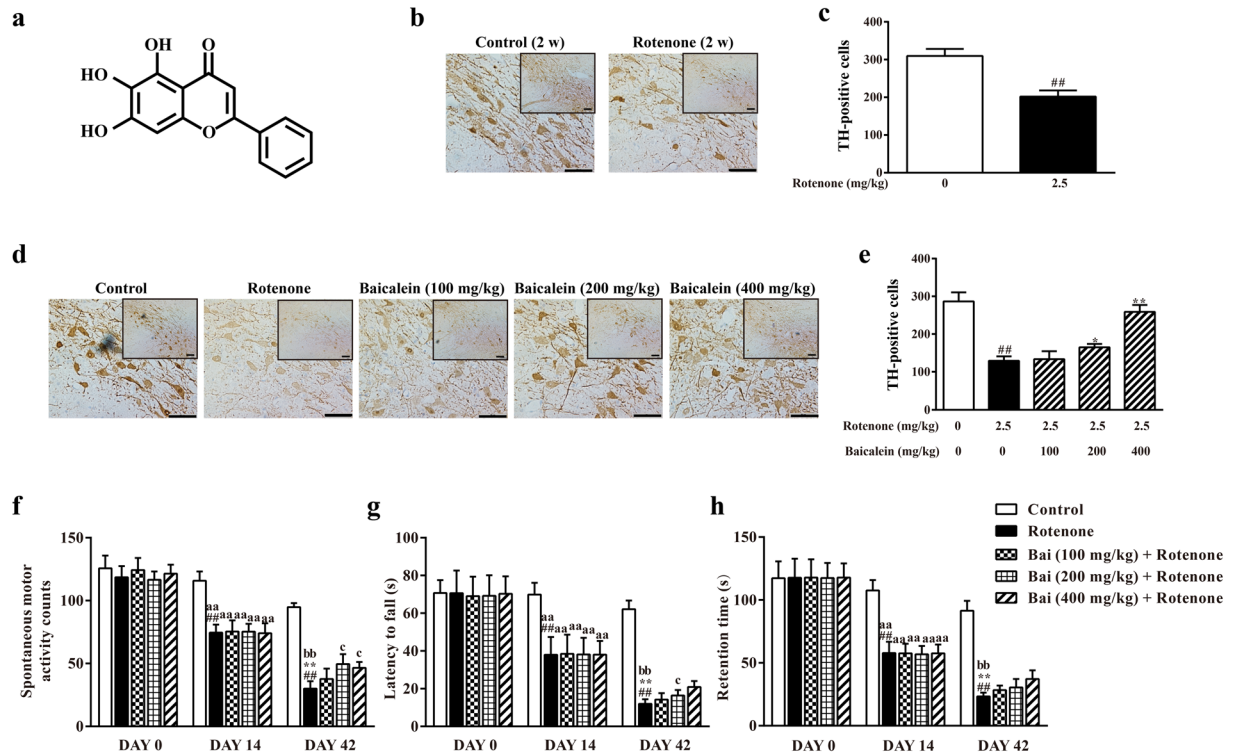 a
OH
O
HO
HO
O
b
Control (2 w)
Rotenone (2 w)
c
TH-positive cells
400
300
200
100
0
##
Rotenone (mg/kg)
0
2.5
d
Control
Rotenone
Baicalein (100 mg/kg)
Baicalein (200 mg/kg)
Baicalein (400 mg/kg)
e
TH-positive cells
400
300
200
100
0
##
*
**
Rotenone (mg/kg) 0 2.5 2.5 2.5 2.5
Baicalein (mg/kg) 0 0 100 200 400
f
Spontaneous motor
activity counts
150
100
50
0
aa
## aa aa aa
bb
**
##
c c
DAY 0 DAY 14 DAY 42
g
Latency to fall (s)
80
60
40
20
0
aa
## aa aa aa
bb
**
##
c
DAY 0 DAY 14 DAY 42
h
Retention time (s)
150
100
50
0
aa
## aa aa aa
bb
**
##
DAY 0 DAY 14 DAY 42
Control
Rotenone
Bai (100 mg/kg) + Rotenone
Bai (200 mg/kg) + Rotenone
Bai (400 mg/kg) + Rotenone